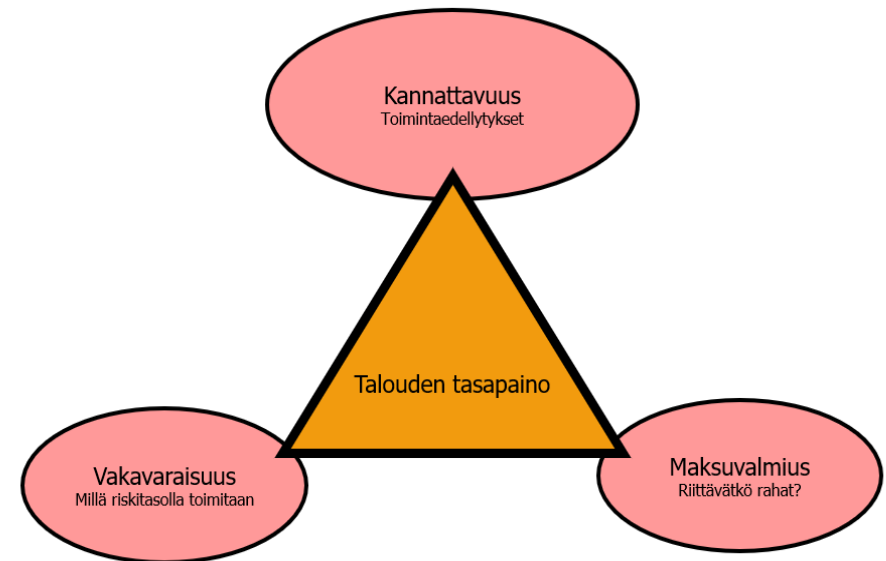 Kannattavuus
Toimintaedellytykset
Talouden tasapaino
Vakavaraisuus
Millä riskitasolla toimitaan
Maksuvalmius
Riittävätkö rahat?